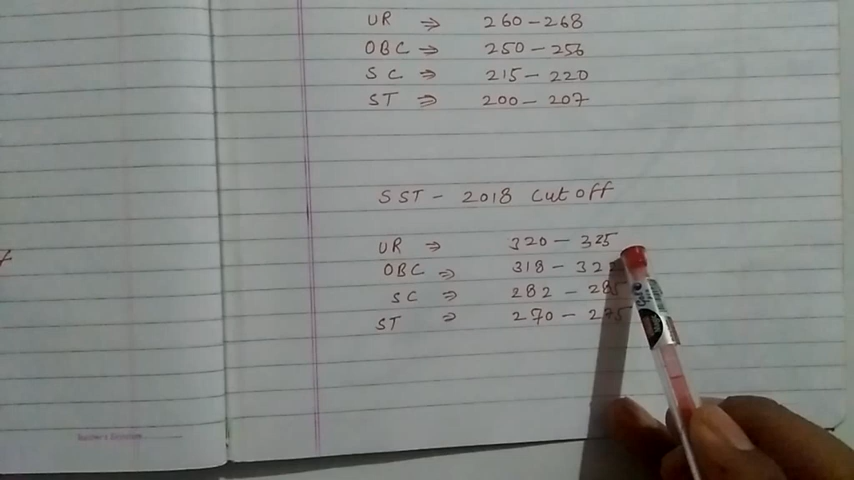 UR ⇒ 260-268
OBC ⇒ 250-256
SC ⇒ 215-220
ST ⇒ 200-207
SST-2018 Cut Off
UR ⇒ 320-325
OBC ⇒ 318-
SC ⇒ 282-285
ST ⇒ 270-